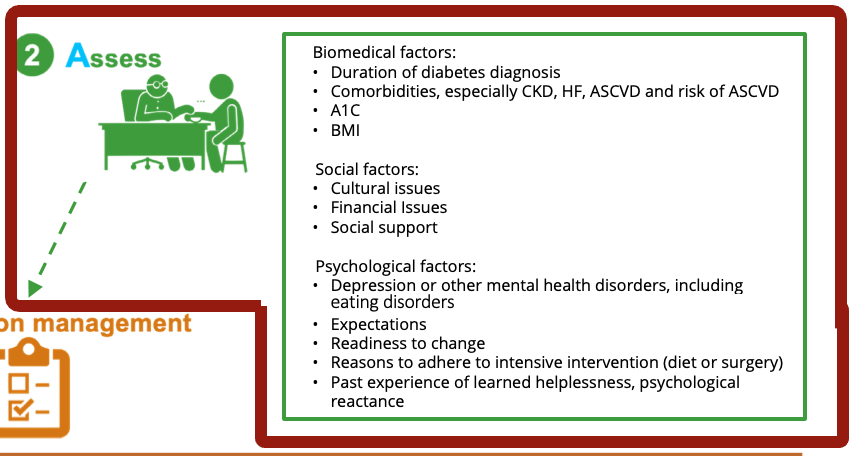 2 Assess
Biomedical factors:
• Duration of diabetes diagnosis
• Comorbidities, especially CKD, HF, ASCVD and risk of ASCVD
• A1C
• BMI
Social factors:
• Cultural issues
• Financial Issues
• Social support
Psychological factors:
• Depression or other mental health disorders, including
eating disorders
• Expectations
• Readiness to change
• Reasons to adhere to intensive intervention (diet or surgery)
• Past experience of learned helplessness, psychological
reactance
on management